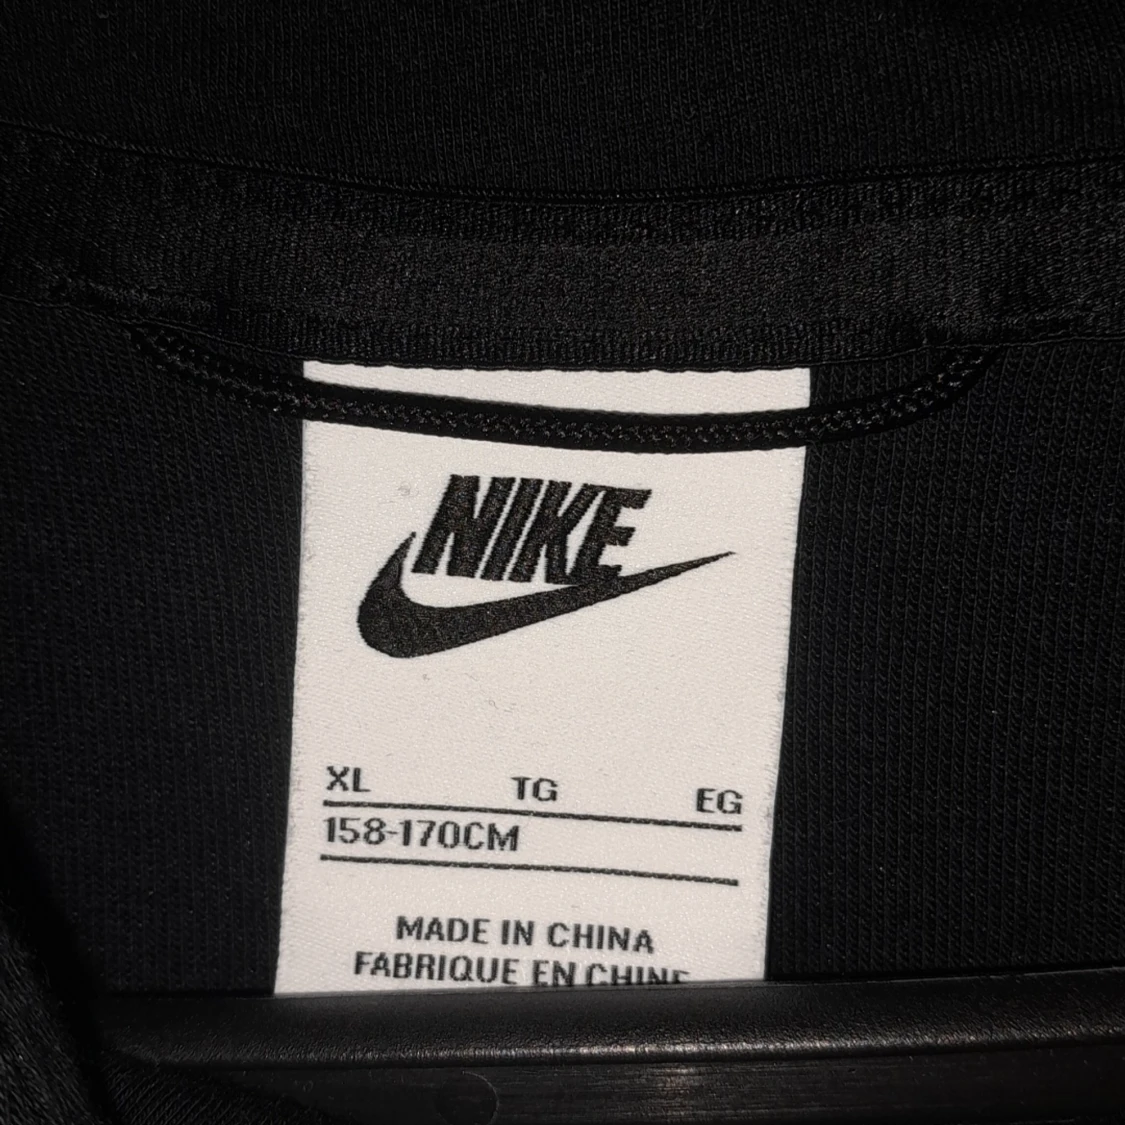 NIKE
XL TG EG
158-170CM
MADE IN CHINA
FABRIQUE EN CHINE